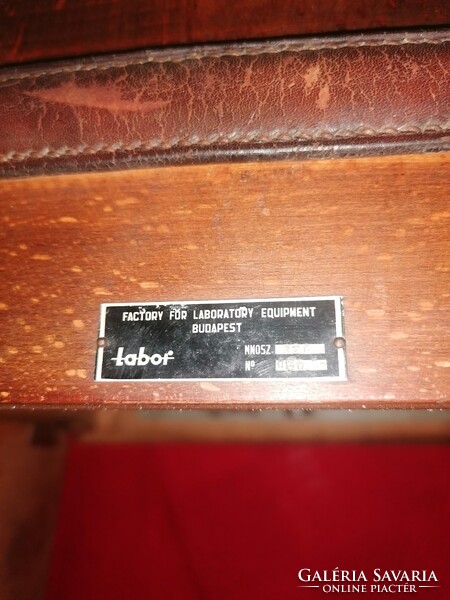 FACTORY FOR LABORATORY EQUIPMENT
BUDAPEST
Labor
MNOSZ
Nº
GALÉRIA SAVARIA
ONLINE PIACTÉR